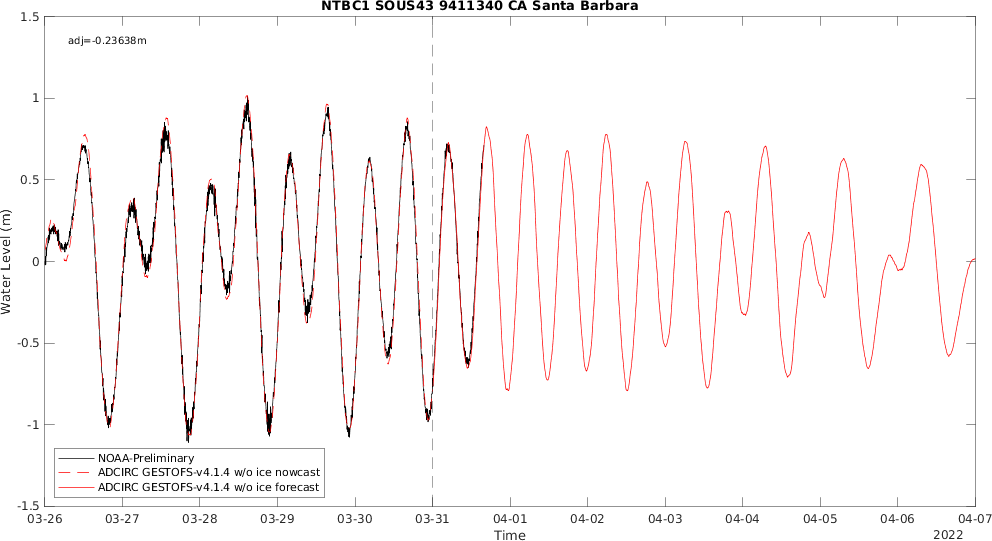 NTBC1 SOUS43 9411340 CA Santa Barbara
1.5
adj=-0.23638m
1
0.5
0
-0.5
-1
-1.5
Water Level (m)
NOAA-Preliminary
ADCIRC GESTOFS-v4.1.4 w/o ice nowcast
ADCIRC GESTOFS-v4.1.4 w/o ice forecast
03-26 03-27 03-28 03-29 03-30 03-31 04-01 04-02 04-03 04-04 04-05 04-06 04-07
Time
2022